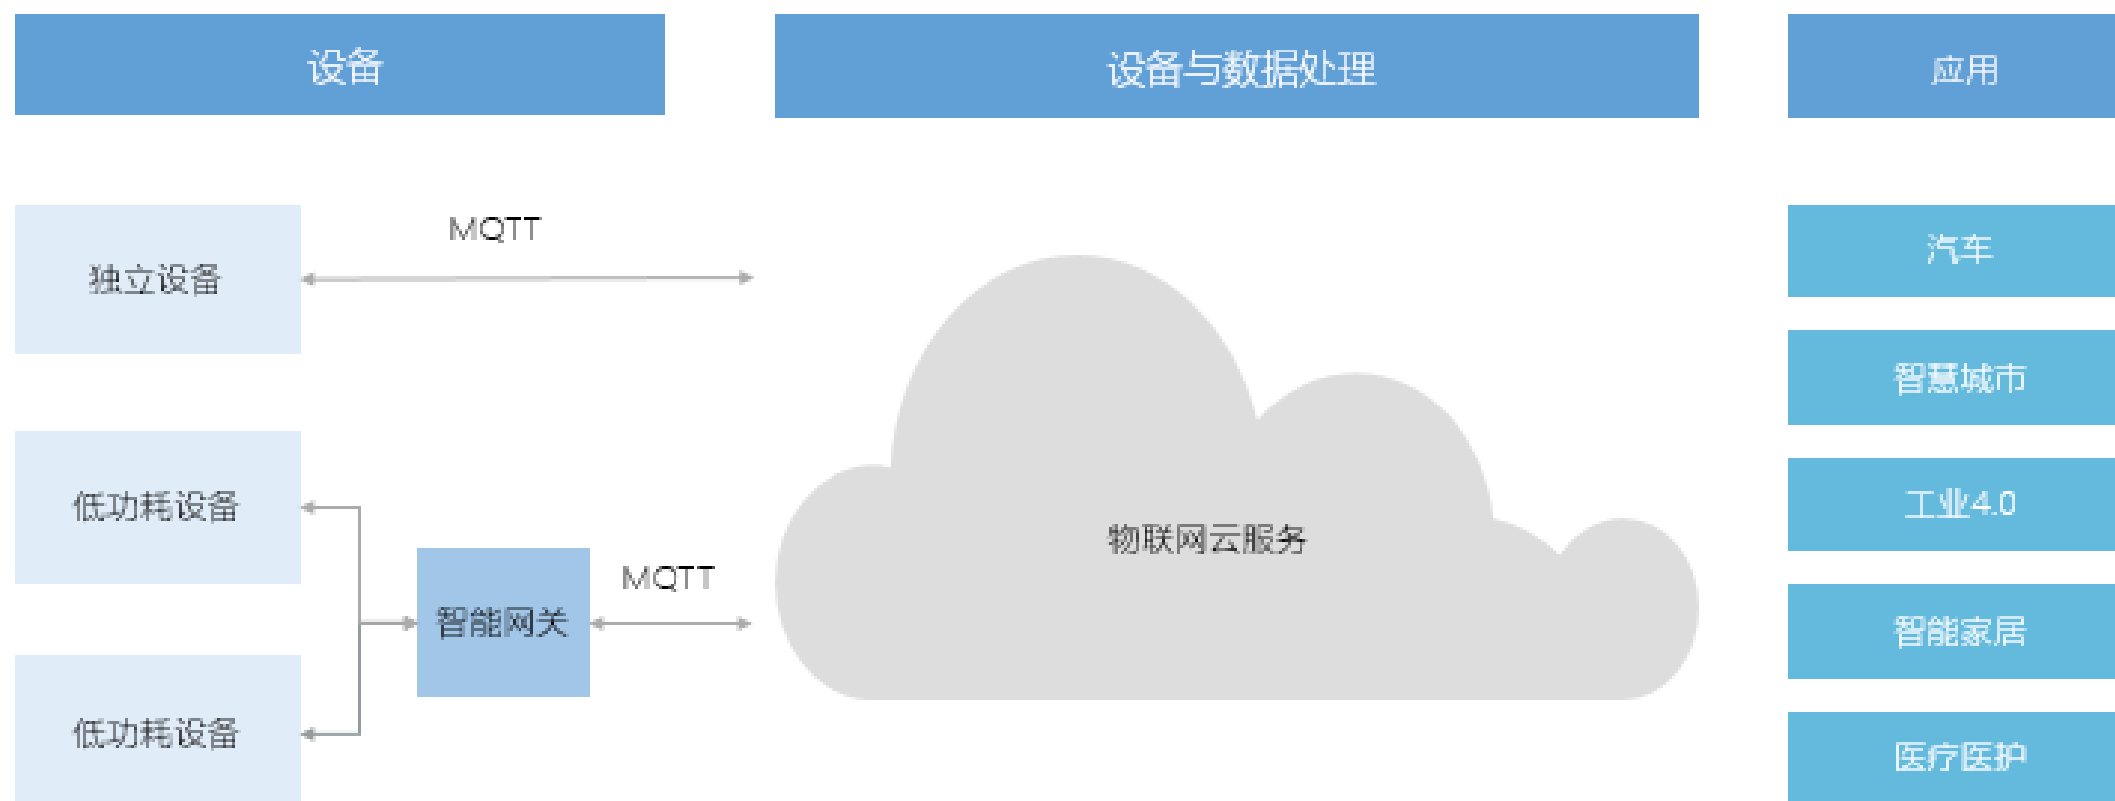 设备
设备与数据处理
应用
独立设备
MQTT
低功耗设备
低功耗设备
智能网关
MQTT
物联网云服务
汽车
智慧城市
工业4.0
智能家居
医疗医护